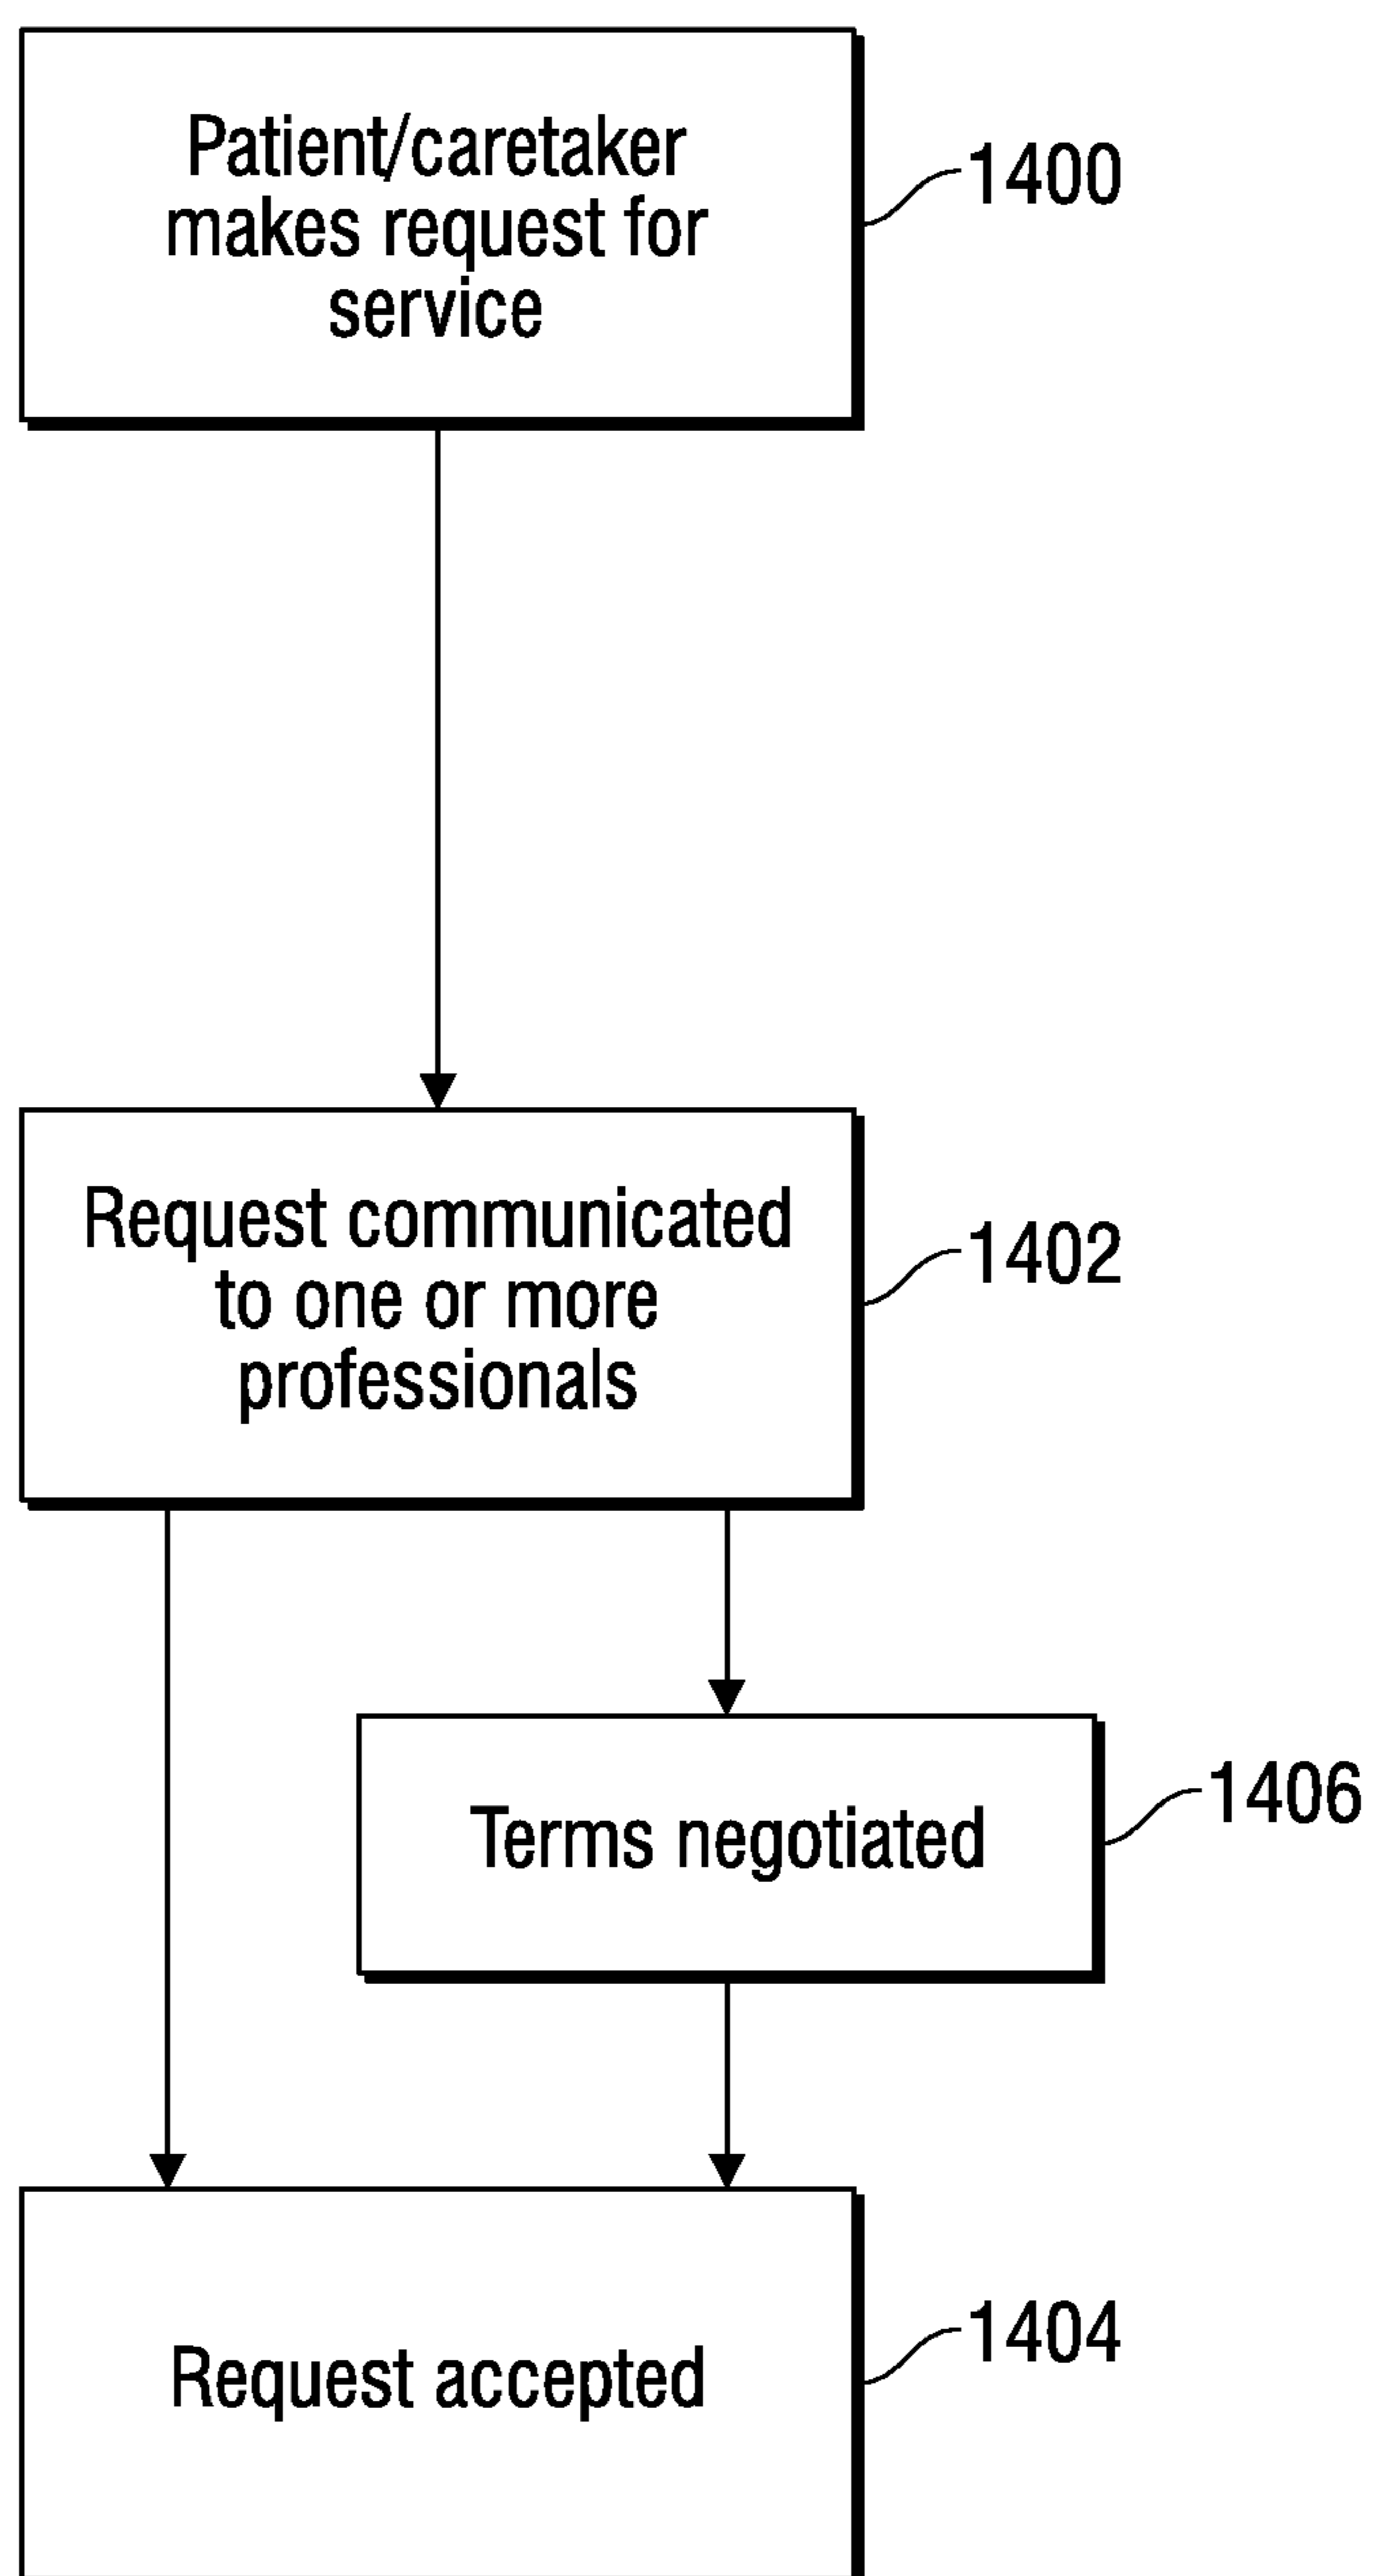 Patient/caretaker
makes request for
service
1400
Request communicated
to one or more
professionals
1402
Terms negotiated
1406
Request accepted
1404